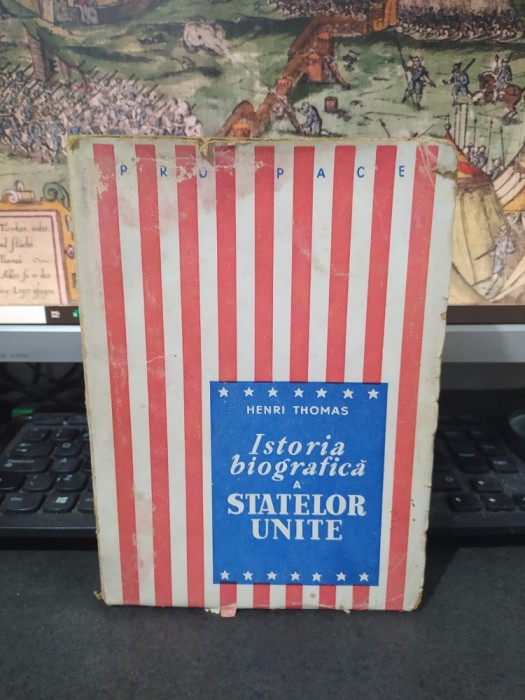 PRO PACE
HENRI THOMAS
Istoria
biografică
A
STATELOR
UNITE